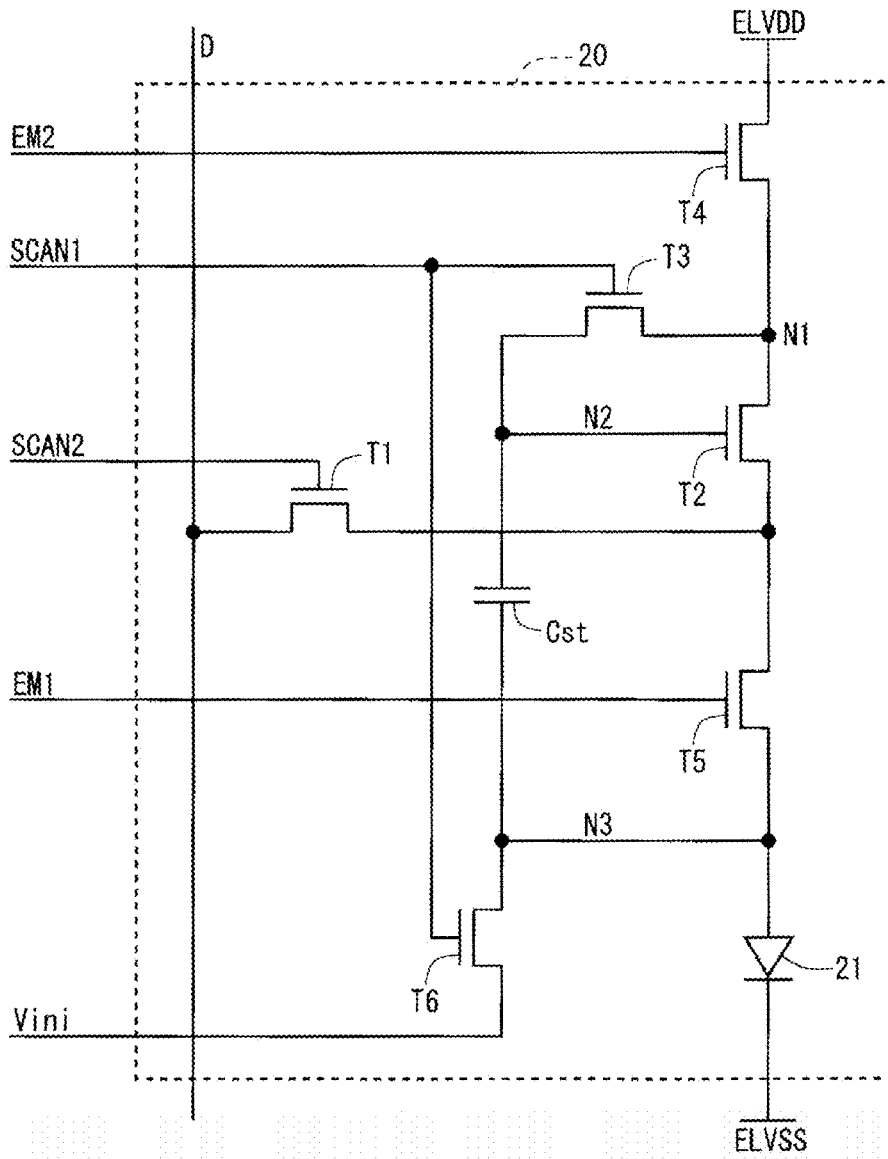 ELVDD
D
20
EM2
T4
SCAN1
T3
N1
N2
SCAN2
T1
T2
Cst
EM1
T5
N3
21
T6
Vini
ELVSS